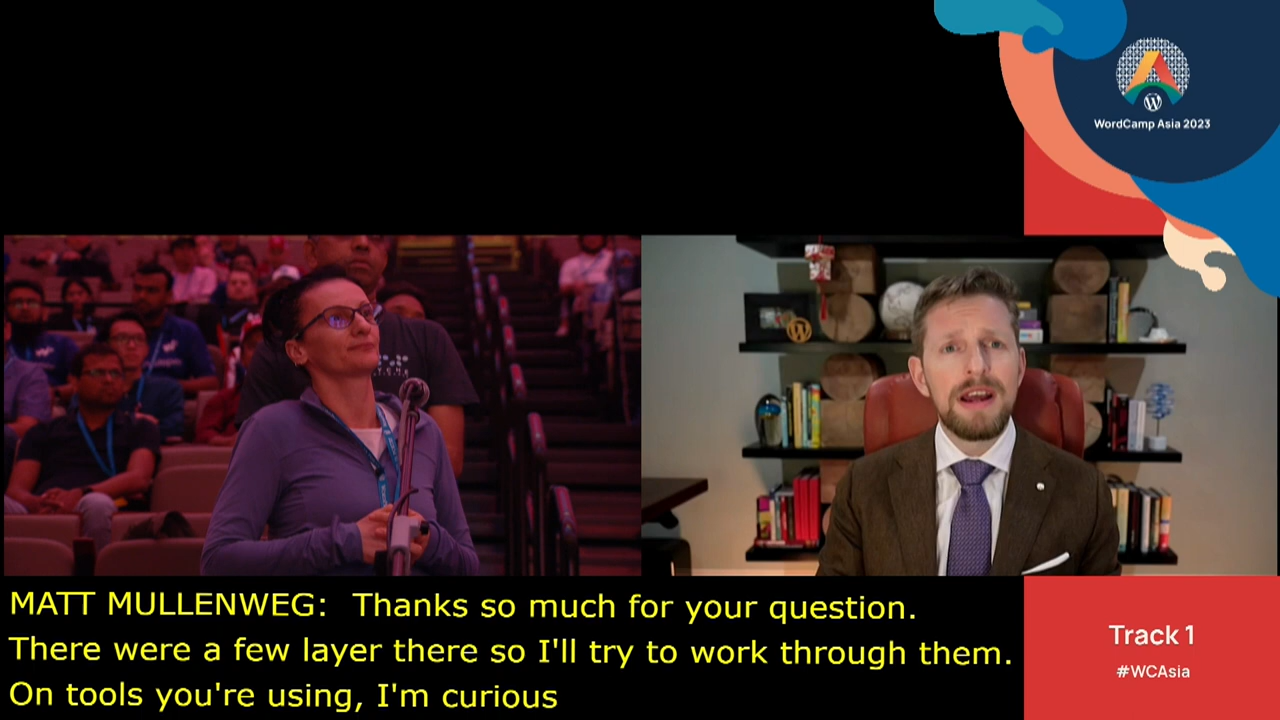 WordCamp Asia 2023
MATT MULLENWEG:  Thanks so much for your question.
There were a few layer there so I'll try to work through them.
On tools you're using, I'm curious
Track 1
#WCAsia